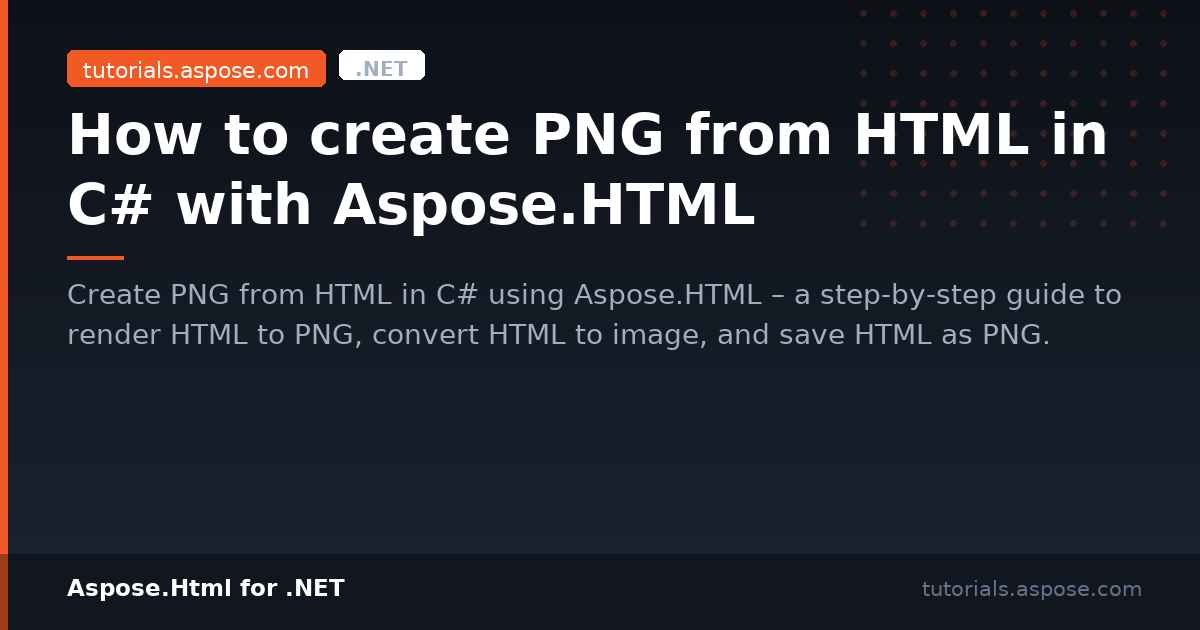 tutorials.aspose.com .NET
How to create PNG from HTML in
C# with Aspose.HTML
Create PNG from HTML in C# using Aspose.HTML – a step-by-step guide to
render HTML to PNG, convert HTML to image, and save HTML as PNG.
Aspose.Html for .NET tutorials.aspose.com